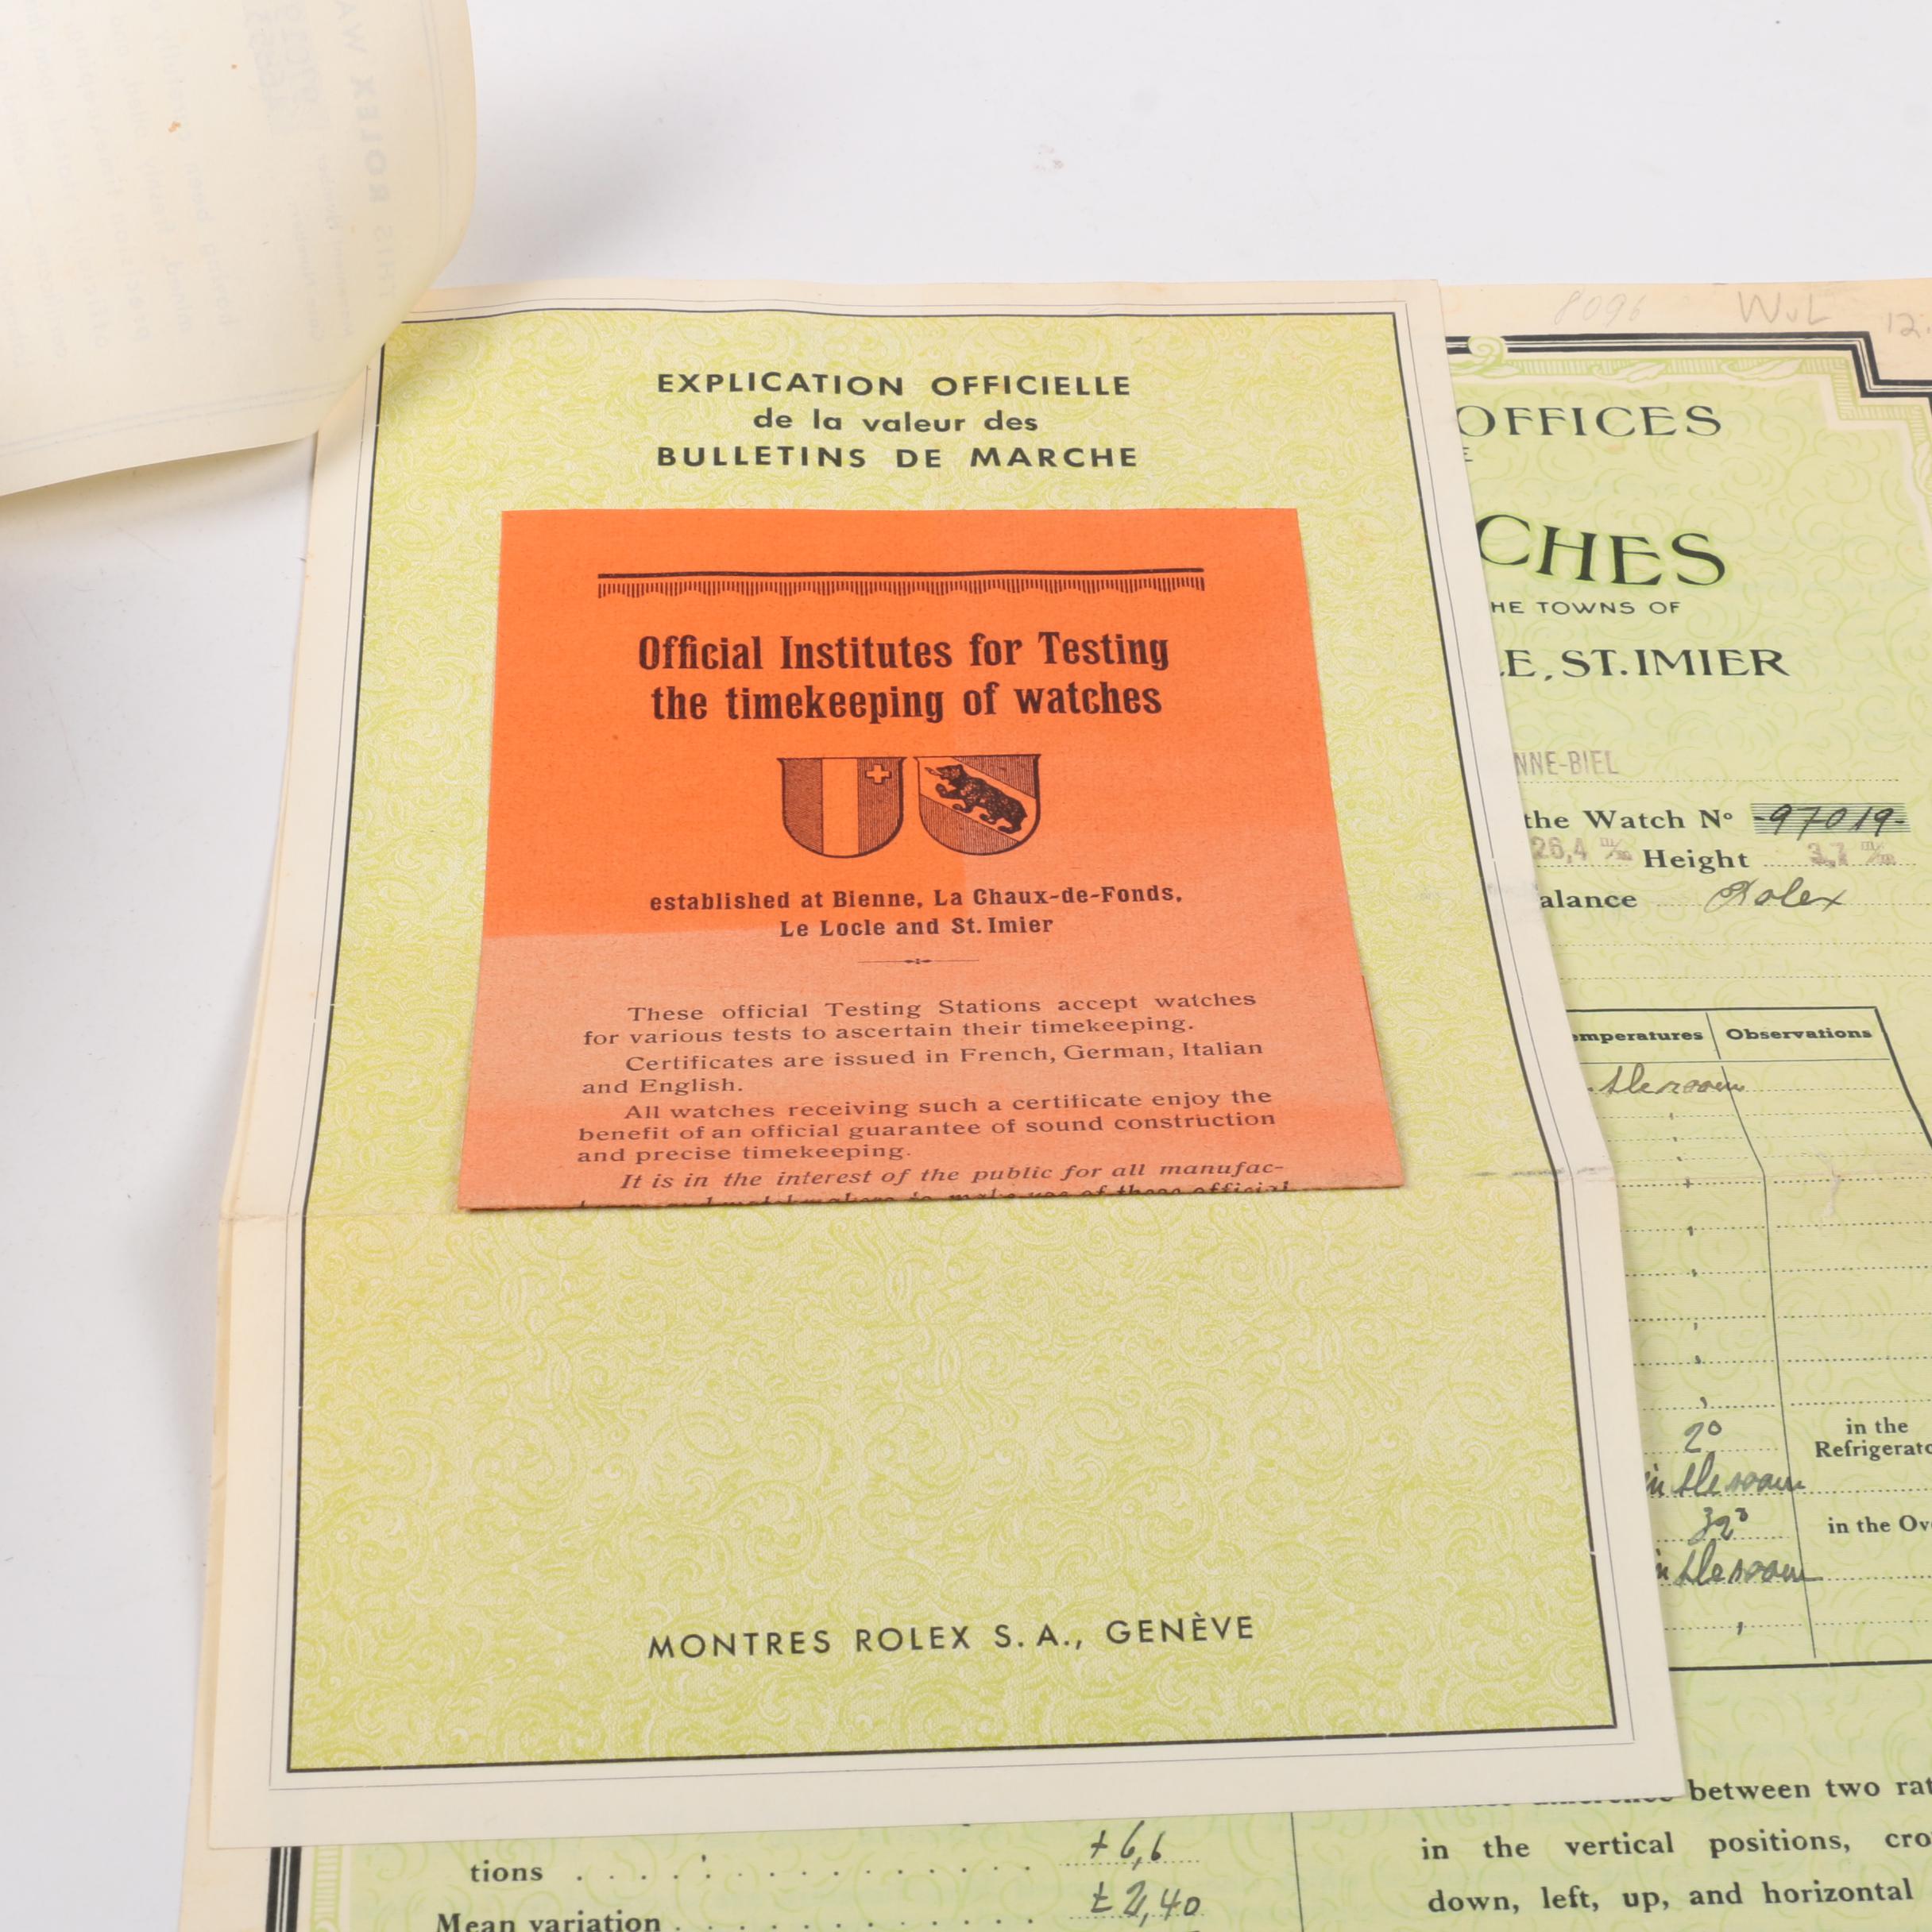 EXPLICATION OFFICIELLE
de la valeur des
BULLETINS DE MARCHE
Official Institutes for Testing
the timekeeping of watches
established at Bienne, La Chaux-de-Fonds,
Le Locle and St. Imier
These official Testing Stations accept watches
for various tests to ascertain their timekeeping.
Certificates are issued in French, German, Italian
and English.
All watches receiving such a certificate enjoy the
benefit of an official guarantee of sound construction
and precise timekeeping.
It is in the interest of the public for all manufac-
MONTRES ROLEX S.A., GENÈVE
8096 WvL 12
OFFICES
CHES
HE TOWNS OF
LE, ST. IMIER
NNE-BIEL
the Watch Nº -97019-
26,4 m/m Height 3,7 m/m
alance Rolex
emperatures Observations
2°
in the
Refrigerato
32°
in the Ov
between two rat
in the vertical positions, cro
down, left, up, and horizontal
tions + 6,6
Mean variation ± 2,40
THIS ROLEX WA